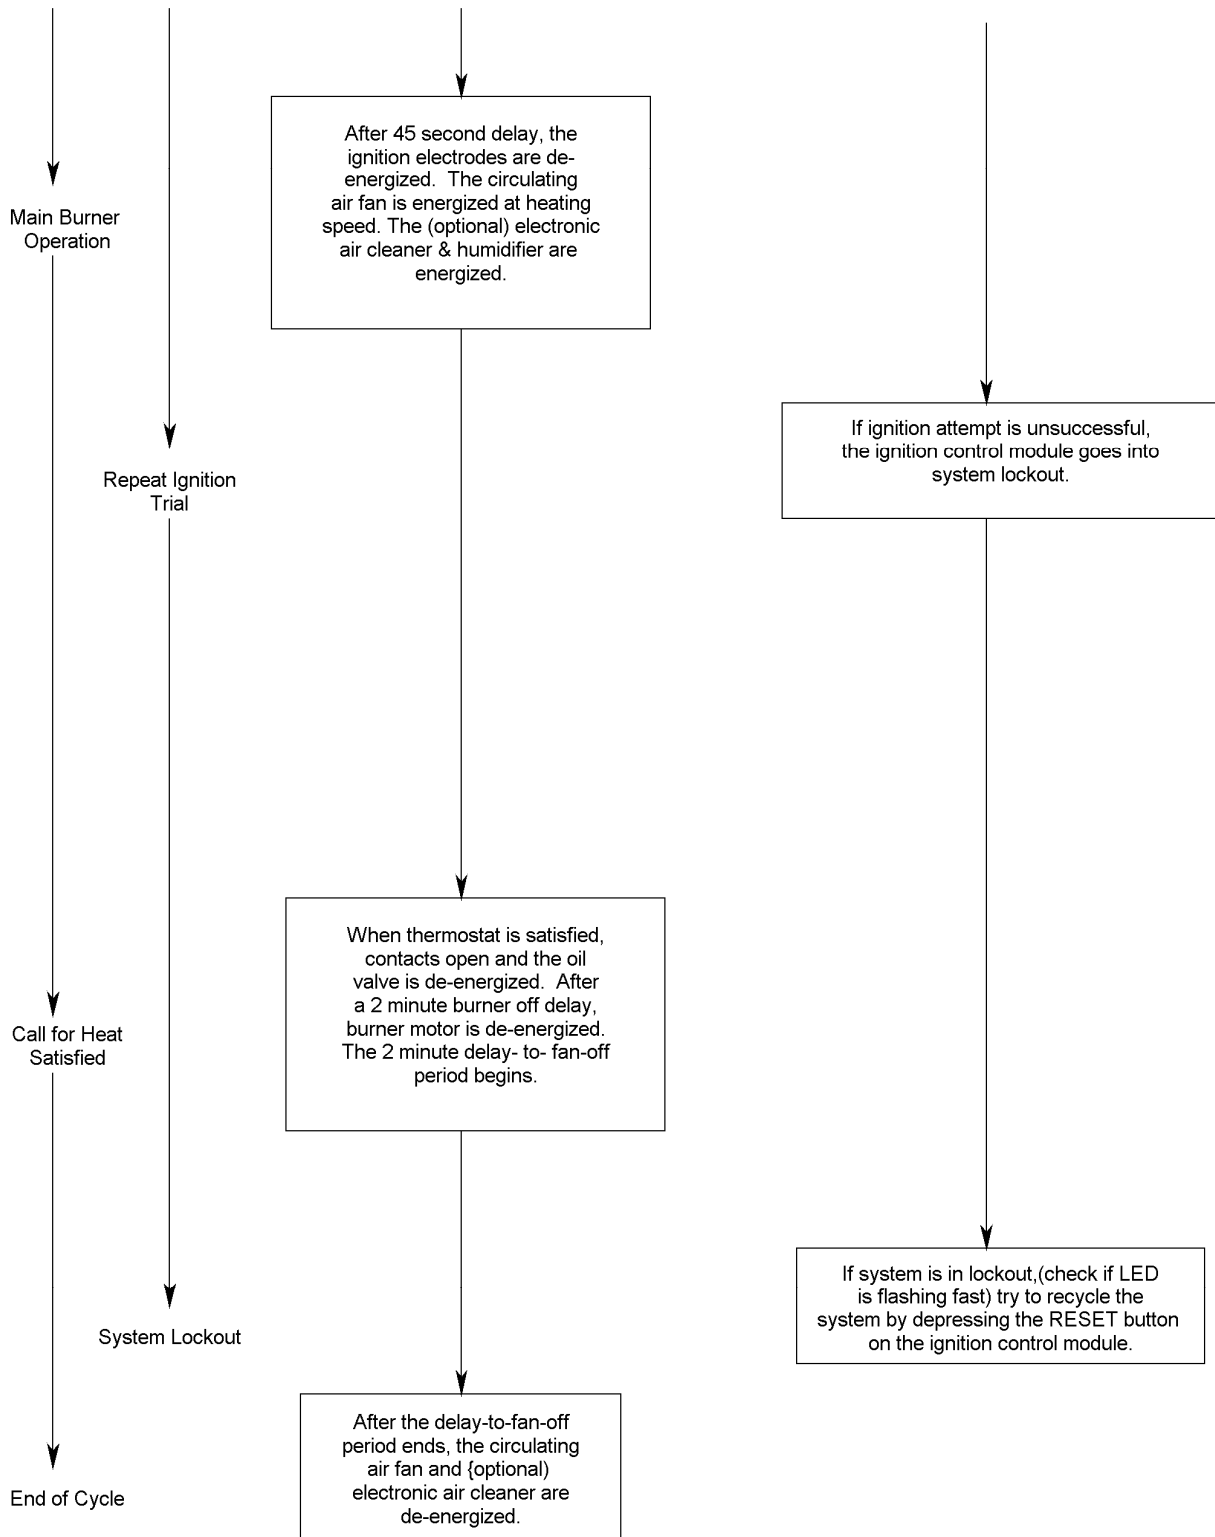 After 45 second delay, the
ignition electrodes are de-
energized. The circulating
air fan is energized at heating
speed. The (optional) electronic
air cleaner & humidifier are
energized.
Main Burner
Operation
If ignition attempt is unsuccessful,
the ignition control module goes into
system lockout.
Repeat Ignition
Trial
When thermostat is satisfied,
contacts open and the oil
valve is de-energized. After
a 2 minute burner off delay,
burner motor is de-energized.
The 2 minute delay- to- fan-off
period begins.
Call for Heat
Satisfied
If system is in lockout,(check if LED
is flashing fast) try to recycle the
system by depressing the RESET button
on the ignition control module.
System Lockout
After the delay-to-fan-off
period ends, the circulating
air fan and {optional)
electronic air cleaner are
de-energized.
End of Cycle